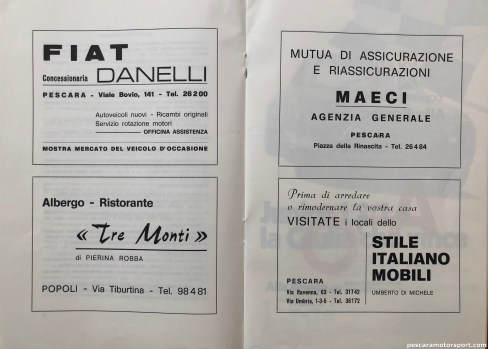 FIAT
Concessionaria DANELLI
PESCARA - Viale Bovio, 141 - Tel. 26200
Autoveicoli nuovi - Ricambi originali
Servizio rotazione motori
OFFICINA ASSISTENZA
MOSTRA MERCATO DEL VEICOLO D'OCCASIONE
Albergo - Ristorante
« Tre Monti »
di PIERINA ROBBA
POPOLI - Via Tiburtina - Tel. 98481
MUTUA DI ASSICURAZIONE
E RIASSICURAZIONI
MAECI
AGENZIA GENERALE
PESCARA
Piazza della Rinascita - Tel. 26484
Prima di arredare
o rimodernare la vostra casa
VISITATE i locali dello
STILE
ITALIANO
MOBILI
UMBERTO DI MICHELE
PESCARA
Via Ravenna, 63 - Tel. 31742
Via Umbria, 1-3-5 - Tel. 36172
pescaramotorsport.com